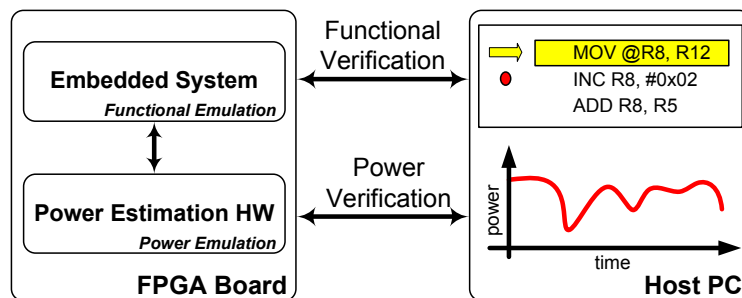 Embedded System
Functional Emulation
Power Estimation HW
Power Emulation
FPGA Board
Functional
Verification
Power
Verification
MOV @R8, R12
INC R8, #0x02
ADD R8, R5
power
time
Host PC